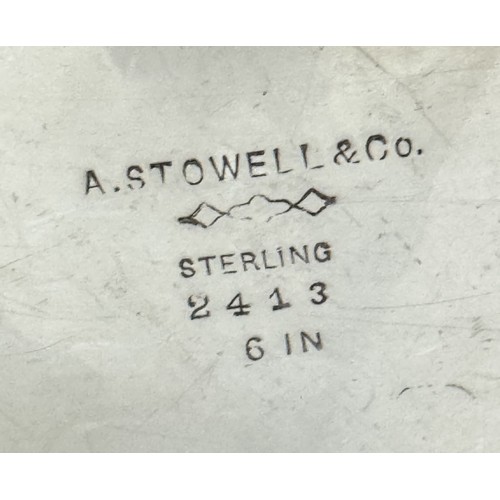 A. STOWELL & Co.
STERLING
2413
6 IN